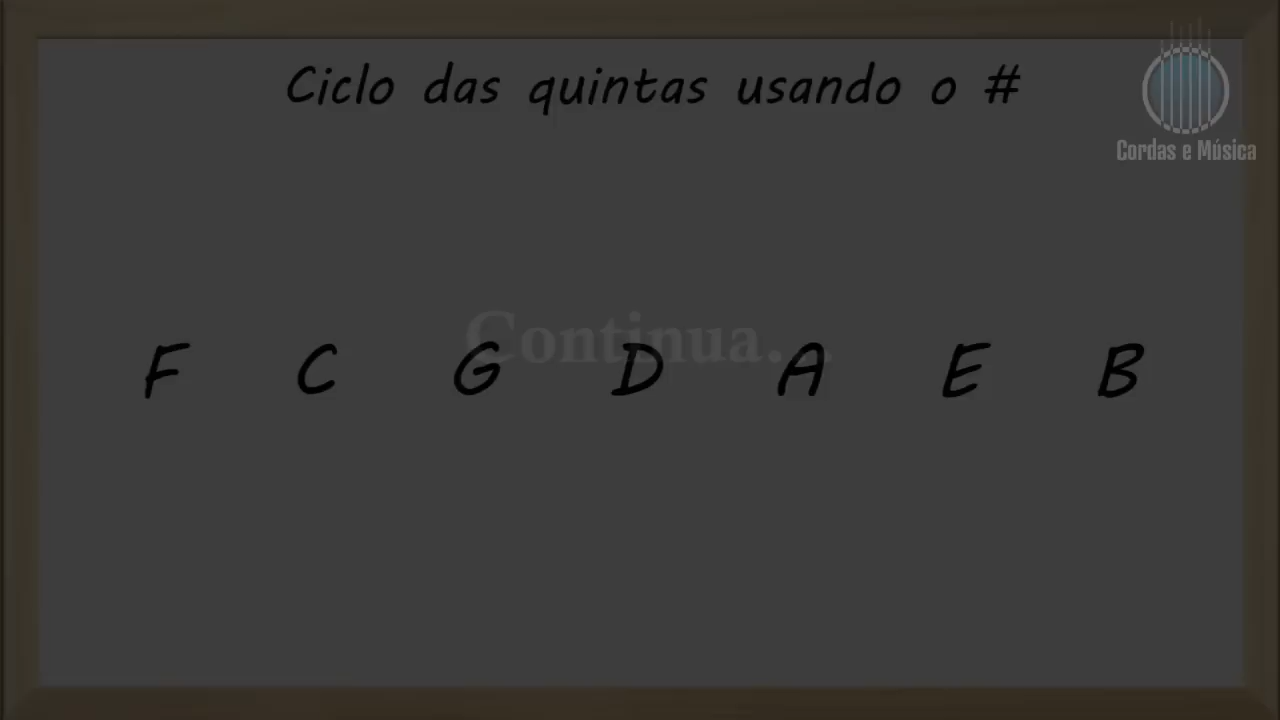 Ciclo das quintas usando o #
Cordas e Música
Continua...
F C G D A E B